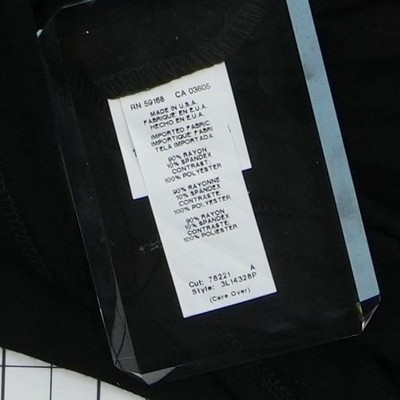 RN 59168 CA 03605
MADE IN U.S.A.
FABRIQUE EN E.U.A.
HECHO EN E.U.A.
IMPORTED FABRIC
IMPORTIQUE FABRI
TELA IMPORTADA
90% RAYON
10% SPANDEX
CONTRAST:
100% POLYESTER
90% RAYONNE
10% SPANDEX
CONTRASTE:
100% POLYESTER
90% RAYON
10% SPANDEX
CONTRASTE:
100% POLIESTER
Cut: 78221 A
Style: 3L14328P
(Care Over)